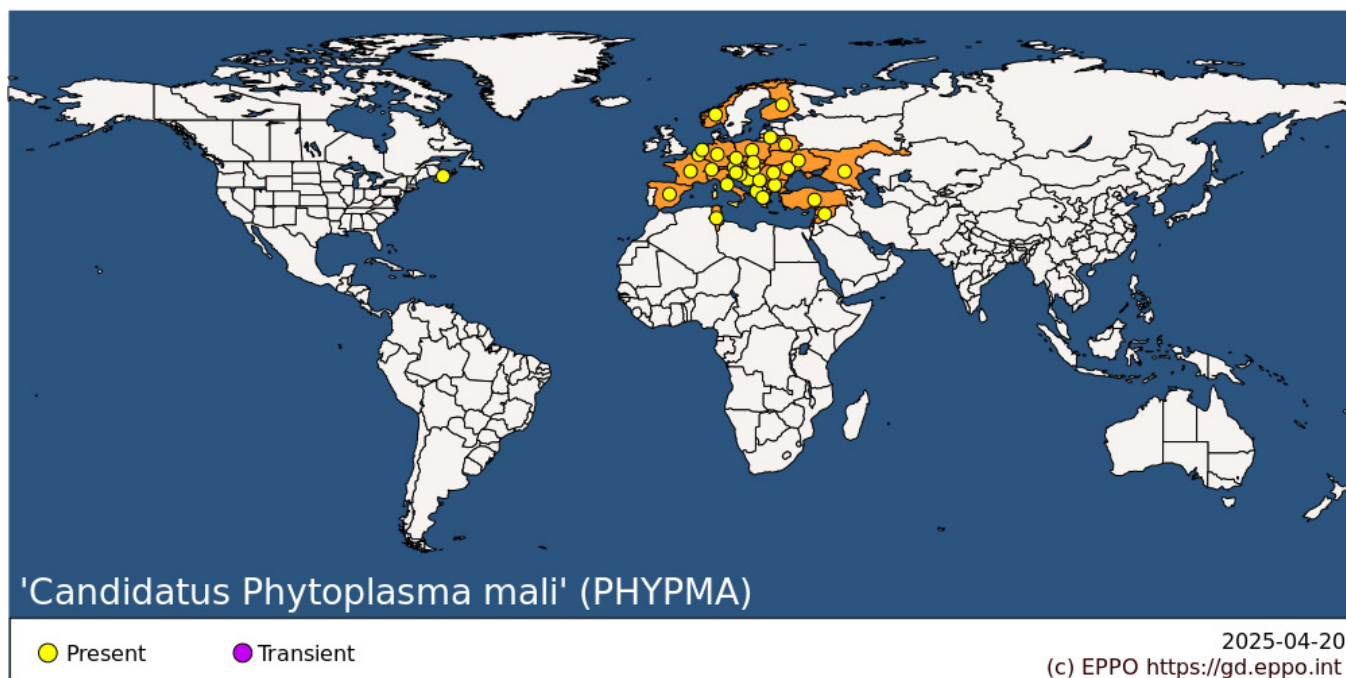 'Candidatus Phytoplasma mali' (PHYPMA)
Present
Transient
2025-04-20
(c) EPPO https://gd.eppo.int